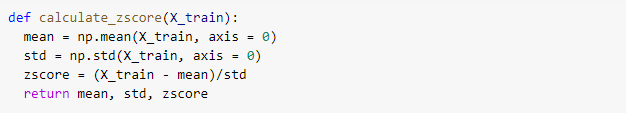 def calculate_zscore(X_train):
  mean = np.mean(X_train, axis = 0)
  std = np.std(X_train, axis = 0)
  zscore = (X_train - mean)/std
  return mean, std, zscore